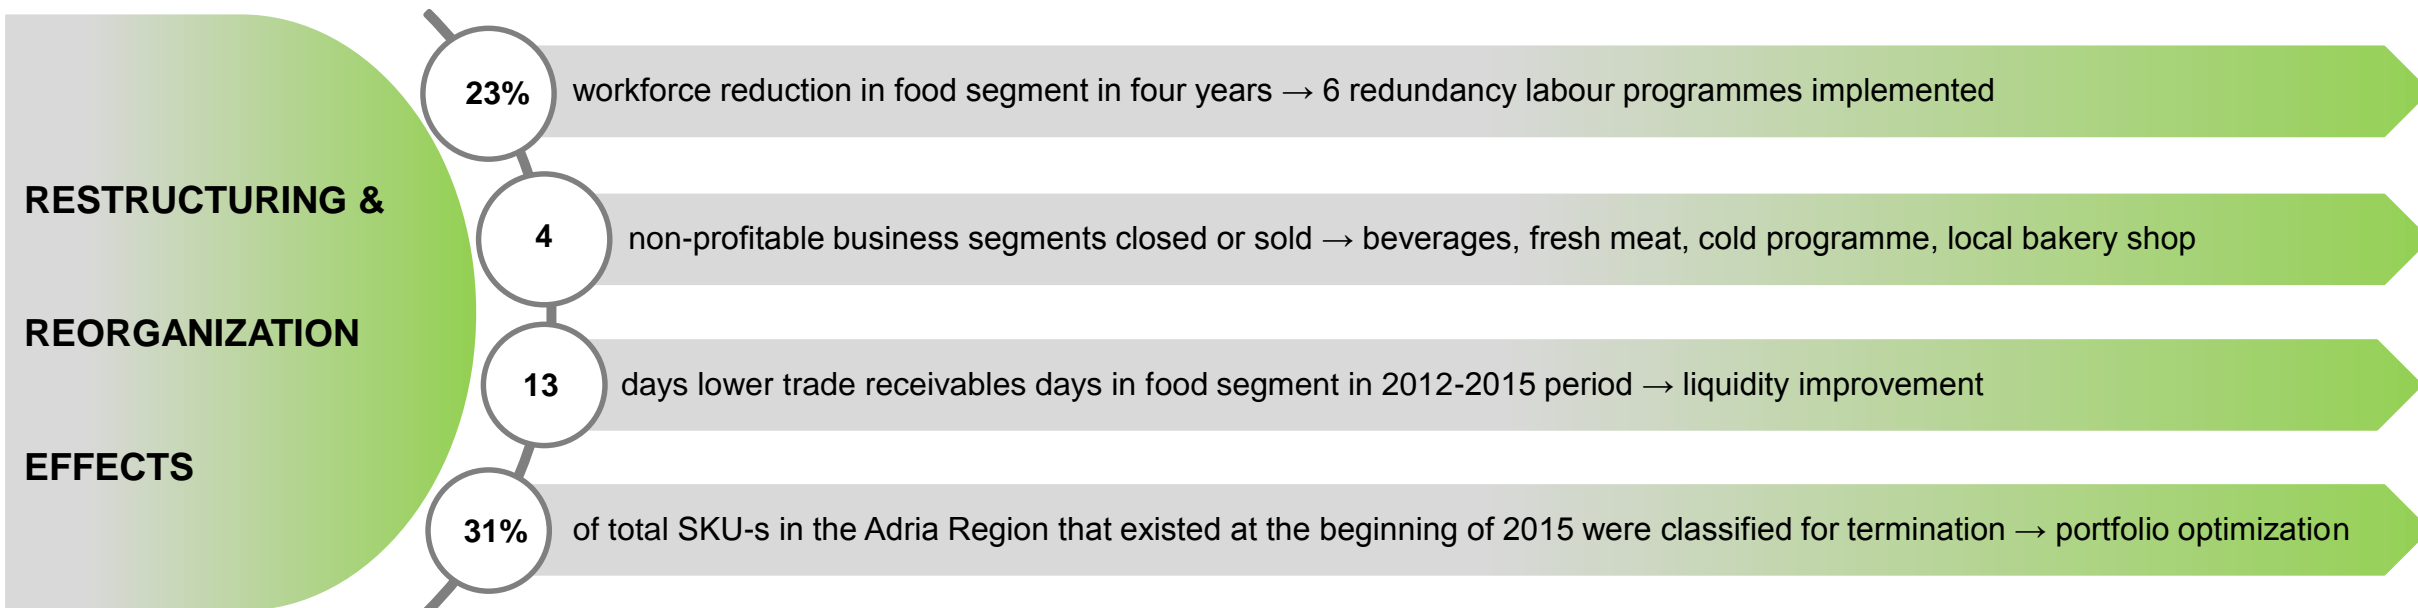 RESTRUCTURING &
REORGANIZATION
EFFECTS
23% workforce reduction in food segment in four years → 6 redundancy labour programmes implemented
4 non-profitable business segments closed or sold → beverages, fresh meat, cold programme, local bakery shop
13 days lower trade receivables days in food segment in 2012-2015 period → liquidity improvement
31% of total SKU-s in the Adria Region that existed at the beginning of 2015 were classified for termination → portfolio optimization